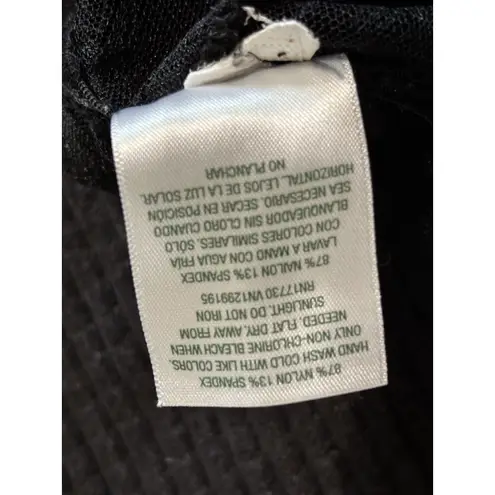 87% NYLON 13% SPANDEX
HAND WASH COLD WITH LIKE COLORS.
ONLY NON-CHLORINE BLEACH WHEN
NEEDED. FLAT DRY. AWAY FROM
SUNLIGHT. DO NOT IRON
RN17730 VN1299195
87% NAILON 13% SPANDEX
LAVAR A MANO CON AGUA FRÍA
CON COLORES SIMILARES. SÓLO
BLANQUEADOR SIN CLORO CUANDO
SEA NECESARIO. SECAR EN POSICIÓN
HORIZONTAL. LEJOS DE LA LUZ SOLAR.
NO PLANCHAR